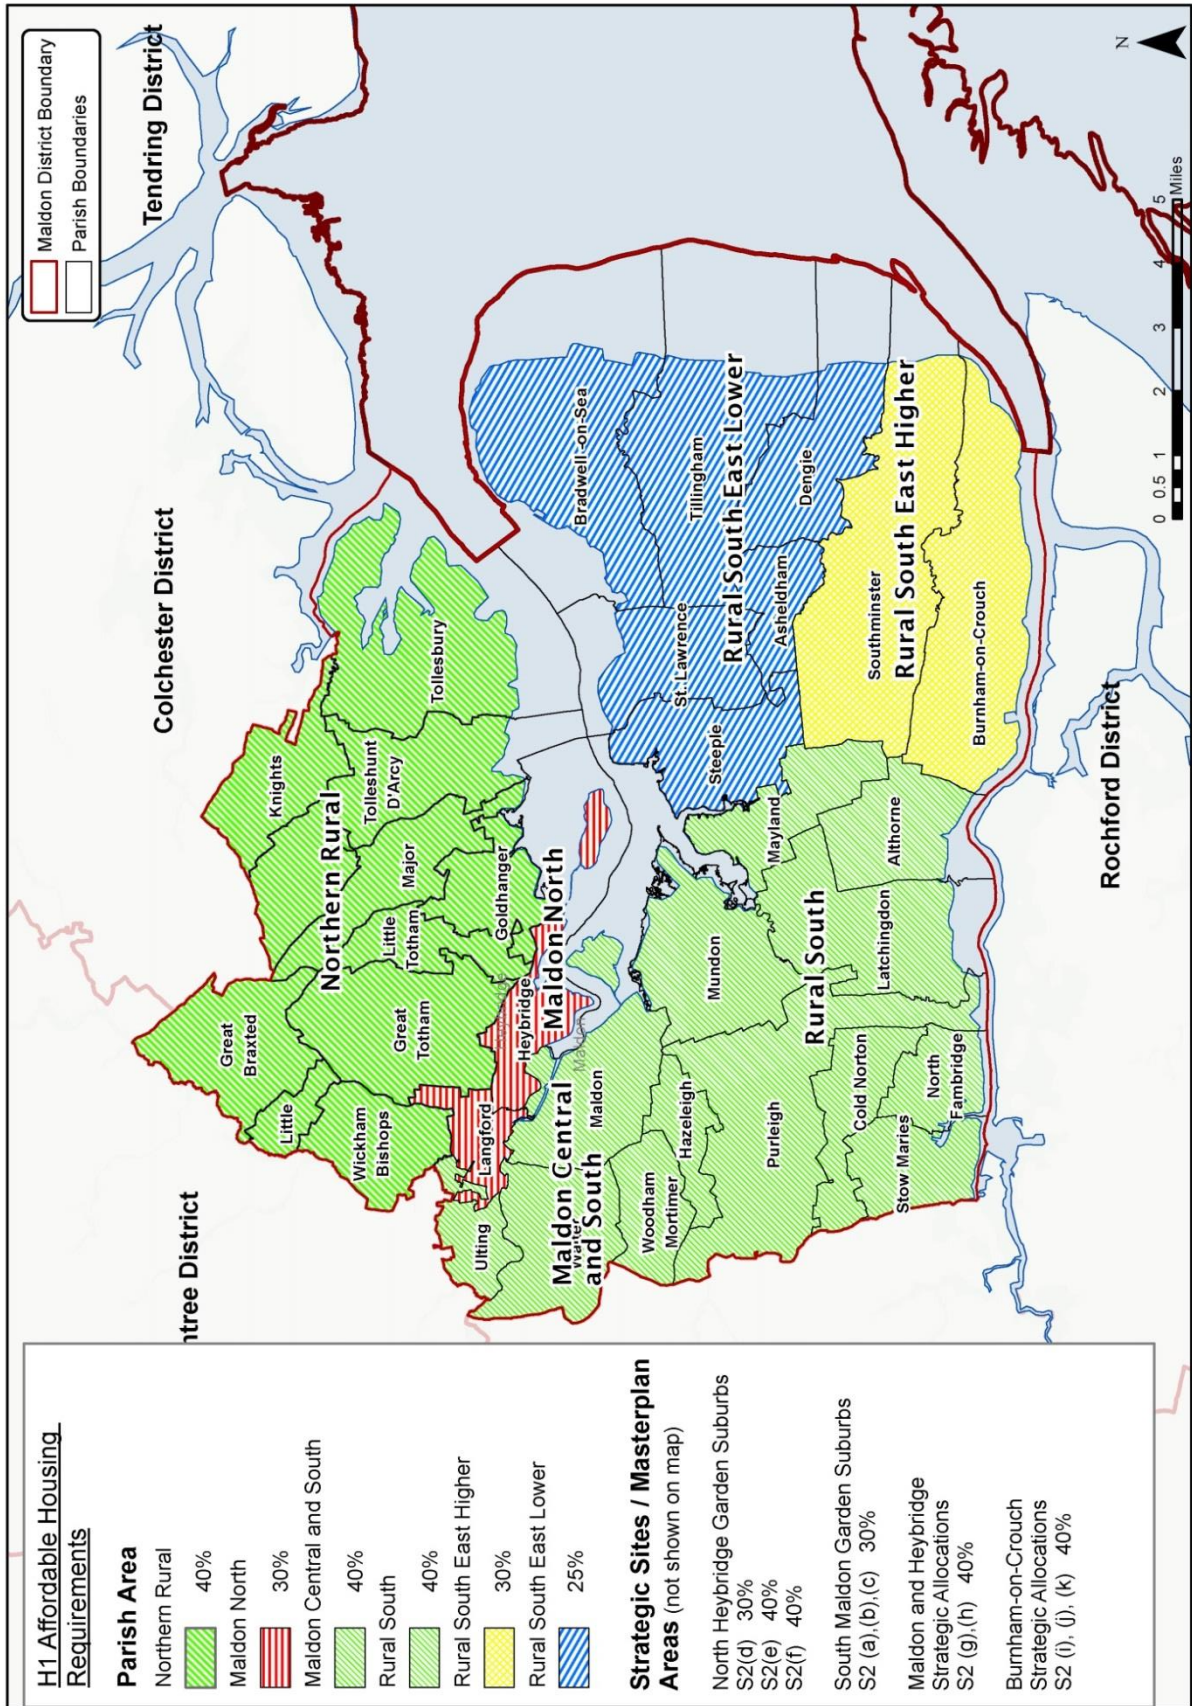 H1 Affordable Housing
Requirements
Parish Area
Northern Rural
40%
Maldon North
30%
Maldon Central and South
40%
Rural South
40%
Rural South East Higher
30%
Rural South East Lower
25%
Strategic Sites / Masterplan
Areas (not shown on map)
North Heybridge Garden Suburbs
S2(d) 30%
S2(e) 40%
S2(f) 40%
South Maldon Garden Suburbs
S2 (a),(b),(c) 30%
Maldon and Heybridge
Strategic Allocations
S2 (g),(h) 40%
Burnham-on-Crouch
Strategic Allocations
S2 (i), (j), (k) 40%
Maldon District Boundary
Parish Boundaries
Tendring District
Colchester District
ntree District
Rochford District
Great
Braxted
Little
Wickham
Bishops
Great
Totham
Northern Rural
Knights
Tolleshunt
D'Arcy
Major
Little
Totham
Goldhanger
Tollesbury
Ulting
Langford
Heybridge
Maldon North
Maldon Central
and South
Maldon
Maldon
Woodham
Mortimer
Hazeleigh
Purleigh
Mundon
Rural South
Mayland
Althorne
Latchingdon
Cold Norton
North
Fambridge
Stow Maries
Bradwell-on-Sea
Tillingham
Dengie
Rural South East Lower
St. Lawrence
Asheldham
Steeple
Southminster
Rural South East Higher
Burnham-on-Crouch
N
0 0.5 1 2 3 4 5
Miles